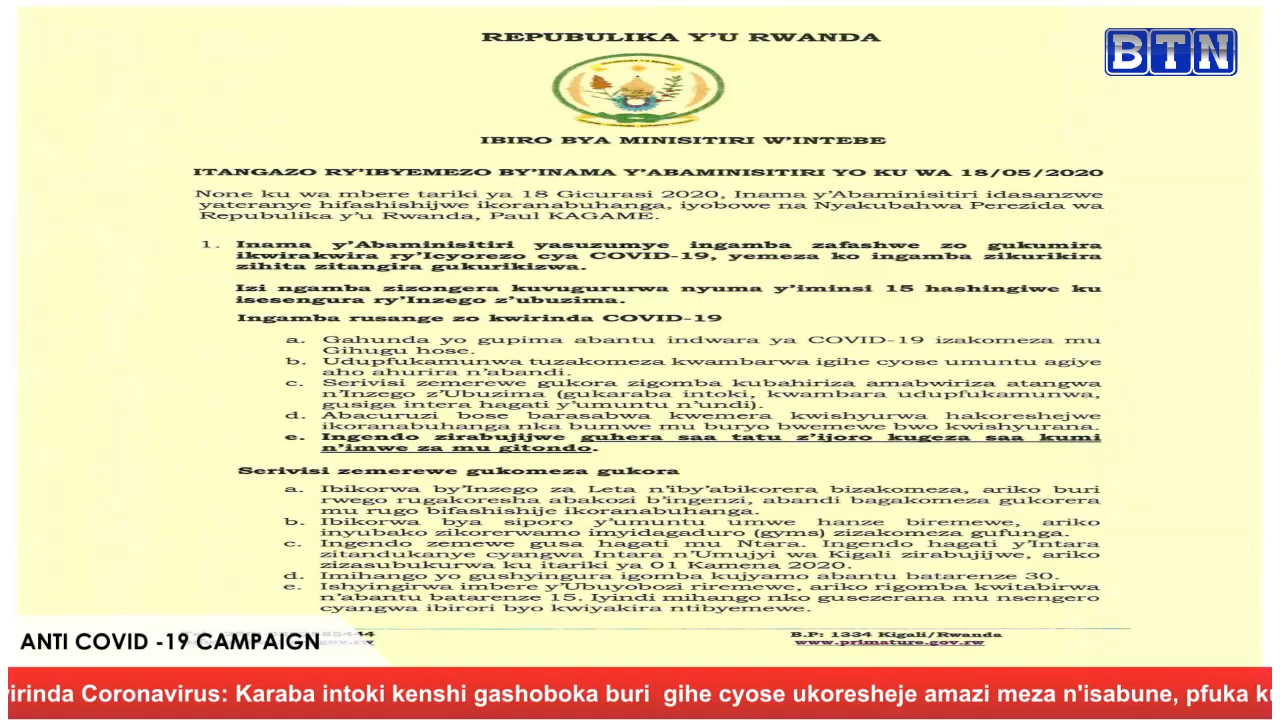 REPUBULIKA Y'U RWANDA
BTN
IBIRO BYA MINISITIRI W'INTEBE
ITANGAZO RY'IBYEMEZO BY'INAMA Y'ABAMINISITIRI YO KU WA 18/05/2020
None ku wa mbere tariki ya 18 Gicurasi 2020, Inama y'Abaminisitiri idasanzwe
yateranye hifashishijwe ikoranabuhanga, iyobowe na Nyakubahwa Perezida wa
Repubulika y'u Rwanda, Paul KAGAME.
1. Inama y'Abaminisitiri yasuzumye ingamba zafashwe zo gukumira
ikwirakwira ry'Icyorezo cya COVID-19, yemeza ko ingamba zikurikira
zihita zitangira gukurikizwa.
Izi ngamba zizongera kuvugururwa nyuma y'iminsi 15 hashingiwe ku
isesengura ry'Inzego z'ubuzima.
Ingamba rusange zo kwirinda COVID-19
a. Gahunda yo gupima abantu indwara ya COVID-19 izakomeza mu
Gihugu hose.
b. Udupfukamunwa tuzakomeza kwambarwa igihe cyose umuntu agiye
aho ahurira n'abandi.
c. Serivisi zemerewe gukora zigomba kubahiriza amabwiriza atangwa
n'Inzego z'Ubuzima (gukaraba intoki, kwambara udupfukamunwa,
gusiga intera hagati y'umuntu n'undi).
d. Abacuruzi bose barasabwa kwemera kwishyurwa hakoreshejwe
ikoranabuhanga nka bumwe mu buryo bwemewe bwo kwishyurana.
e. Ingendo zirabujijwe guhera saa tatu z'ijoro kugeza saa kumi
n'imwe za mu gitondo.
Serivisi zemerewe gukomeza gukora
a. Ibikorwa by'Inzego za Leta n'iby'abikorera bizakomeza, ariko buri
rwego rugakoresha abakozi b'ingenzi, abandi bagakomeza gukorera
mu rugo bifashishije ikoranabuhanga.
b. Ibikorwa bya siporo y'umuntu umwe hanze biremewe, ariko
inyubako zikorerwamo imyidagaduro (gyms) zizakomeza gufunga.
c. Ingendo zemewe gusa hagati mu Ntara. Ingendo hagati y'Intara
zitandukanye cyangwa Intara n'Umujyi wa Kigali zirabujijwe, ariko
zizasubukurwa ku itariki ya 01 Kamena 2020.
d. Imihango yo gushyingura igomba kujyamo abantu batarenze 30.
e. Ishyingirwa imbere y'Ubuyobozi riremewe, ariko rigomba kwitabirwa
n'abantu batarenze 15. Iyindi mihango nko gusezerana mu nsengero
cyangwa ibirori byo kwiyakira ntibyemewe.
B.P: 1334 Kigali/Rwanda
www.primature.gov.rw
ANTI COVID -19 CAMPAIGN
virinda Coronavirus: Karaba intoki kenshi gashoboka buri gihe cyose ukoresheje amazi meza n'isabune, pfuka ku